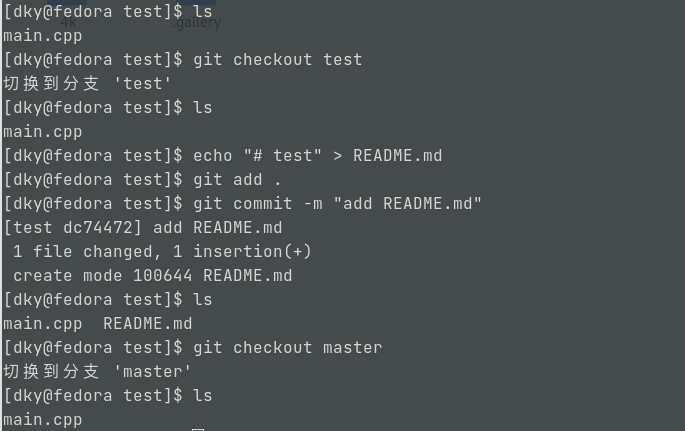 [dky@fedora test]$ ls
4k .gallery
main.cpp
[dky@fedora test]$ git checkout test
切换到分支 'test'
[dky@fedora test]$ ls
main.cpp
[dky@fedora test]$ echo "# test" > README.md
[dky@fedora test]$ git add .
[dky@fedora test]$ git commit -m "add README.md"
[test dc74472] add README.md
 1 file changed, 1 insertion(+)
 create mode 100644 README.md
[dky@fedora test]$ ls
main.cpp  README.md
[dky@fedora test]$ git checkout master
切换到分支 'master'
[dky@fedora test]$ ls
main.cpp